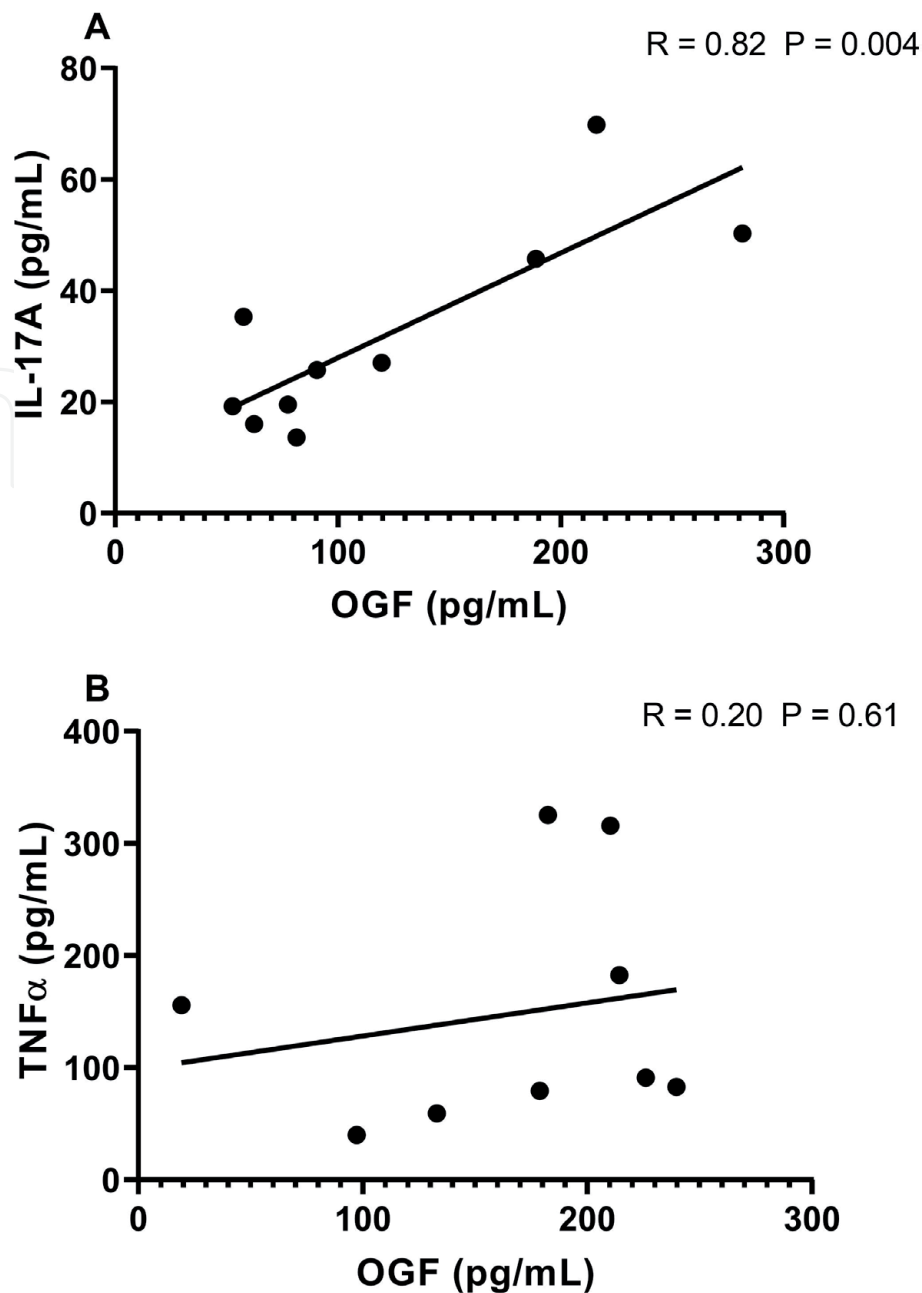 A
R = 0.82 P = 0.004
80
60
40
20
0
IL-17A (pg/mL)
0 100 200 300
OGF (pg/mL)
B
R = 0.20 P = 0.61
400
300
200
100
0
TNFα (pg/mL)
0 100 200 300
OGF (pg/mL)